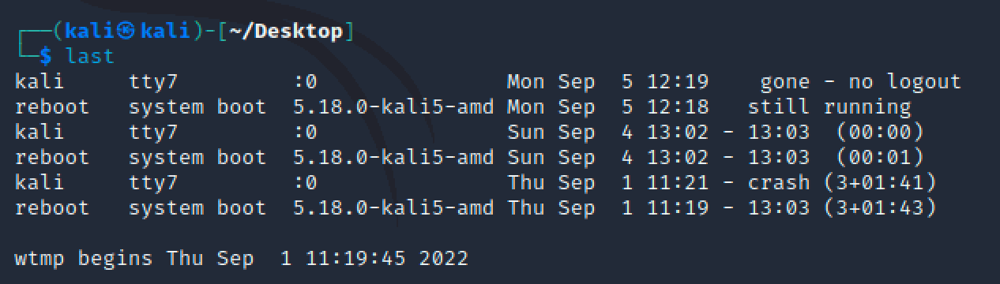 ┌──(kali㉿kali)-[~/Desktop]
└─$ last
kali     tty7         :0               Mon Sep  5 12:19    gone - no logout
reboot   system boot  5.18.0-kali5-amd Mon Sep  5 12:18   still running
kali     tty7         :0               Sun Sep  4 13:02 - 13:03  (00:00)
reboot   system boot  5.18.0-kali5-amd Sun Sep  4 13:02 - 13:03  (00:01)
kali     tty7         :0               Thu Sep  1 11:21 - crash (3+01:41)
reboot   system boot  5.18.0-kali5-amd Thu Sep  1 11:19 - 13:03 (3+01:43)
wtmp begins Thu Sep  1 11:19:45 2022